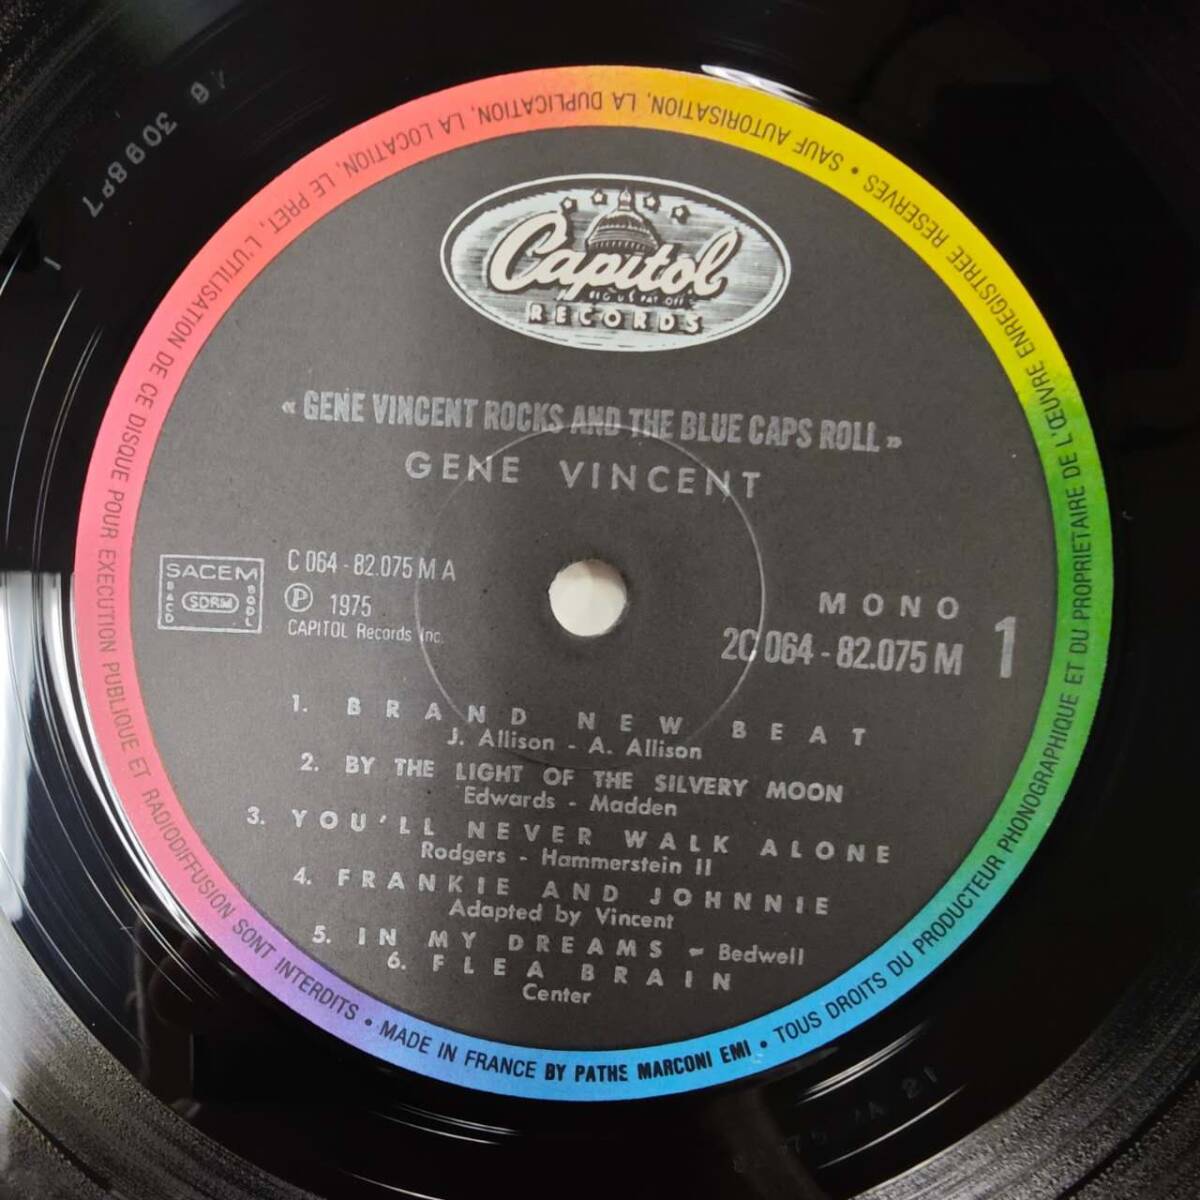 Capitol
REG U S PAT OFF
RECORDS
« GENE VINCENT ROCKS AND THE BLUE CAPS ROLL »
GENE VINCENT
SACEM
SDRM
BACD
BGDL
C 064 - 82.075 M A
℗ 1975
CAPITOL Records Inc.
MONO
2C 064 - 82.075 M
1
1. BRAND NEW BEAT
J. Allison - A. Allison
2. BY THE LIGHT OF THE SILVERY MOON
Edwards - Madden
3. YOU'LL NEVER WALK ALONE
Rodgers - Hammerstein II
4. FRANKIE AND JOHNNIE
Adapted by Vincent
5. IN MY DREAMS - Bedwell
6. FLEA BRAIN
Center
TOUS DROITS DU PRODUCTEUR PHONOGRAPHIQUE ET DU PROPRIETAIRE DE L'ŒUVRE ENREGISTREE RESERVES • SAUF AUTORISATION, LA DUPLICATION, LA LOCATION, LE PRET, L'UTILISATION DE CE DISQUE POUR EXECUTION PUBLIQUE ET RADIODIFFUSION SONT INTERDITS • MADE IN FRANCE BY PATHE MARCONI EMI •